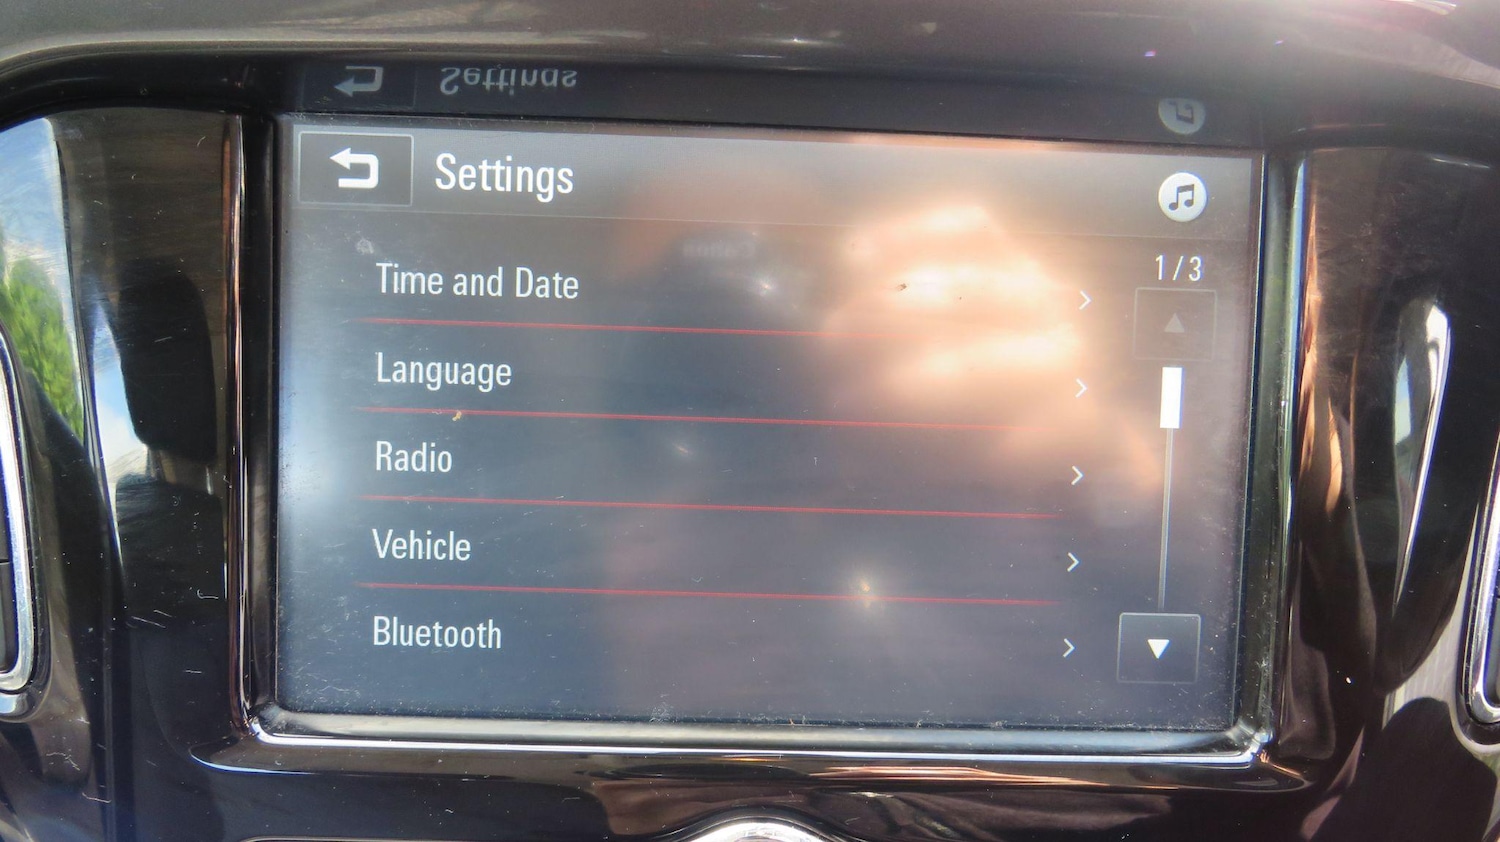 Settings
1/3
Time and Date
Language
Radio
Vehicle
Bluetooth